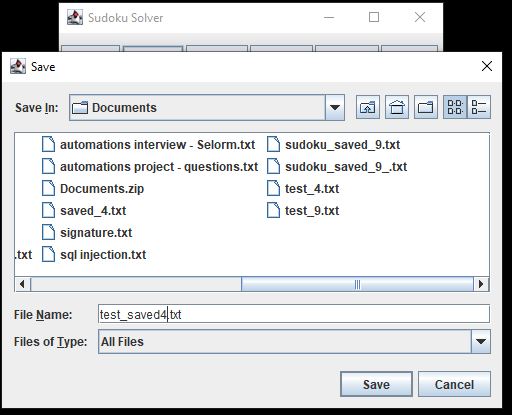 Sudoku Solver
Save
Save In: Documents
automations interview - Selorm.txt
automations project - questions.txt
Documents.zip
saved_4.txt
signature.txt
.txt sql injection.txt
sudoku_saved_9.txt
sudoku_saved_9_.txt
test_4.txt
test_9.txt
File Name: test_saved4.txt
Files of Type: All Files
Save Cancel